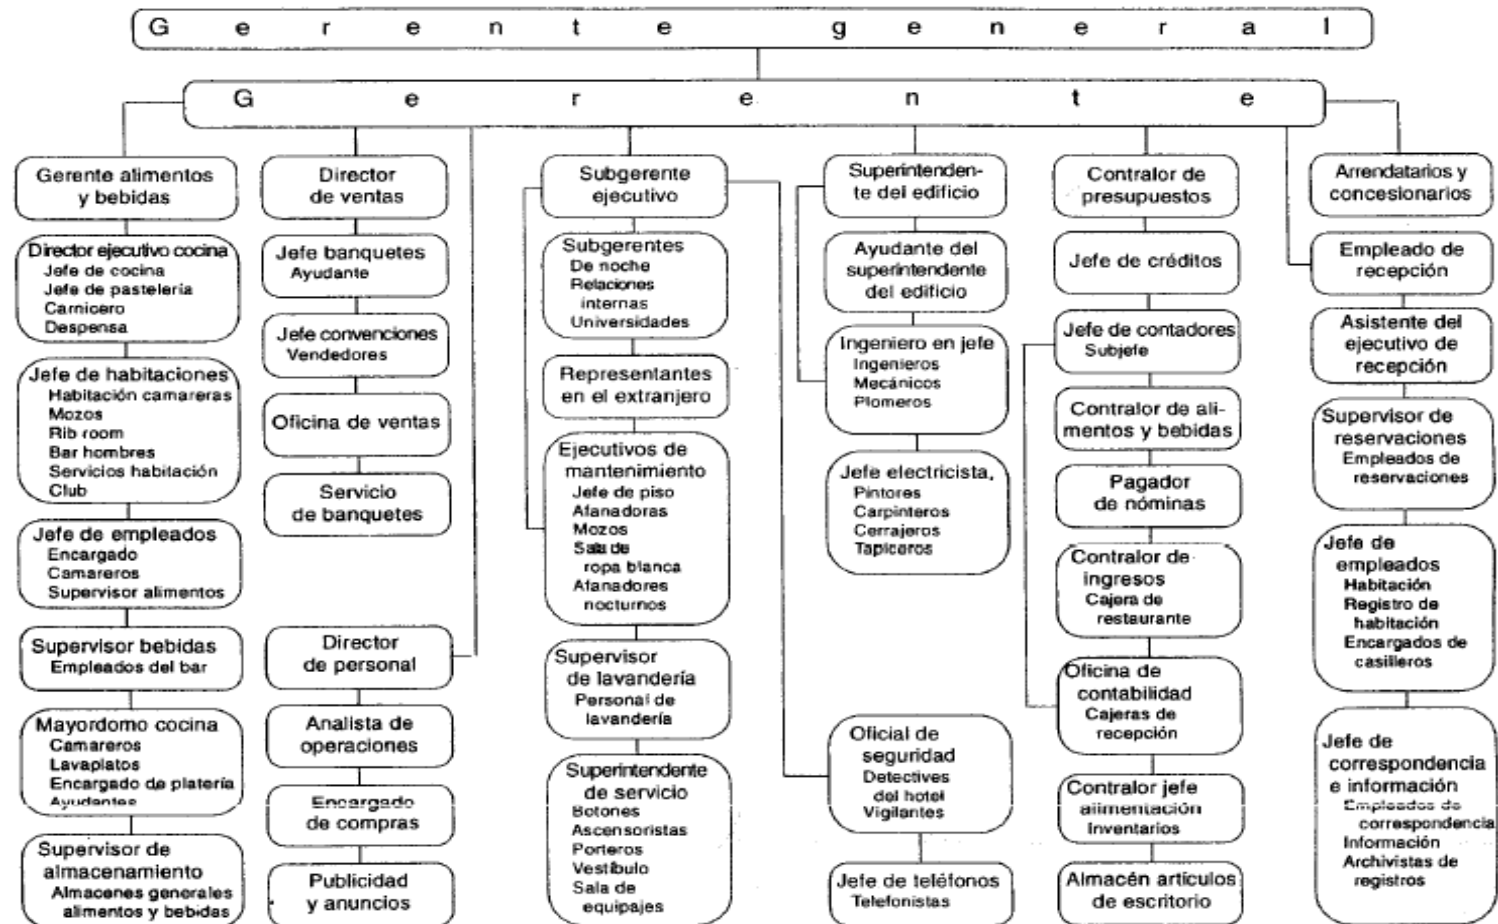 Gerente general
Gerente
Gerente alimentos
y bebidas
Director ejecutivo cocina
Jefe de cocina
Jefe de pastelería
Carnicero
Despensa
Jefe de habitaciones
Habitación camareras
Mozos
Rib room
Bar hombres
Servicios habitación
Club
Jefe de empleados
Encargado
Camareros
Supervisor alimentos
Supervisor bebidas
Empleados del bar
Mayordomo cocina
Camareros
Lavaplatos
Encargado de platería
Ayudantes
Supervisor de
almacenamiento
Almacenes generales
alimentos y bebidas
Director
de ventas
Jefe banquetes
Ayudante
Jefe convenciones
Vendedores
Oficina de ventas
Servicio
de banquetes
Director
de personal
Analista de
operaciones
Encargado
de compras
Publicidad
y anuncios
Subgerente
ejecutivo
Subgerentes
De noche
Relaciones
internas
Universidades
Representantes
en el extranjero
Ejecutivos de
mantenimiento
Jefe de piso
Afanadoras
Mozos
Sala de
ropa blanca
Afanadores
nocturnos
Supervisor
de lavandería
Personal de
lavandería
Superintendente
de servicio
Botones
Ascensoristas
Porteros
Vestíbulo
Sala de
equipajes
Superintenden-
te del edificio
Ayudante del
superintendente
del edificio
Ingeniero en jefe
Ingenieros
Mecánicos
Plomeros
Jefe electricista,
Pintores
Carpinteros
Cerrajeros
Tapiceros
Oficial de
seguridad
Detectives
del hotel
Vigilantes
Jefe de teléfonos
Telefonistas
Contralor de
presupuestos
Jefe de créditos
Jefe de contadores
Subjefe
Contralor de ali-
mentos y bebidas
Pagador
de nóminas
Contralor de
ingresos
Cajera de
restaurante
Oficina de
contabilidad
Cajeras de
recepción
Contralor jefe
alimentación
Inventarios
Almacén artículos
de escritorio
Arrendatarios y
concesionarios
Empleado de
recepción
Asistente del
ejecutivo de
recepción
Supervisor de
reservaciones
Empleados de
reservaciones
Jefe de
empleados
Habitación
Registro de
habitación
Encargados de
casilleros
Jefe de
correspondencia
e información
Empleados de
correspondencia
Información
Archivistas de
registros